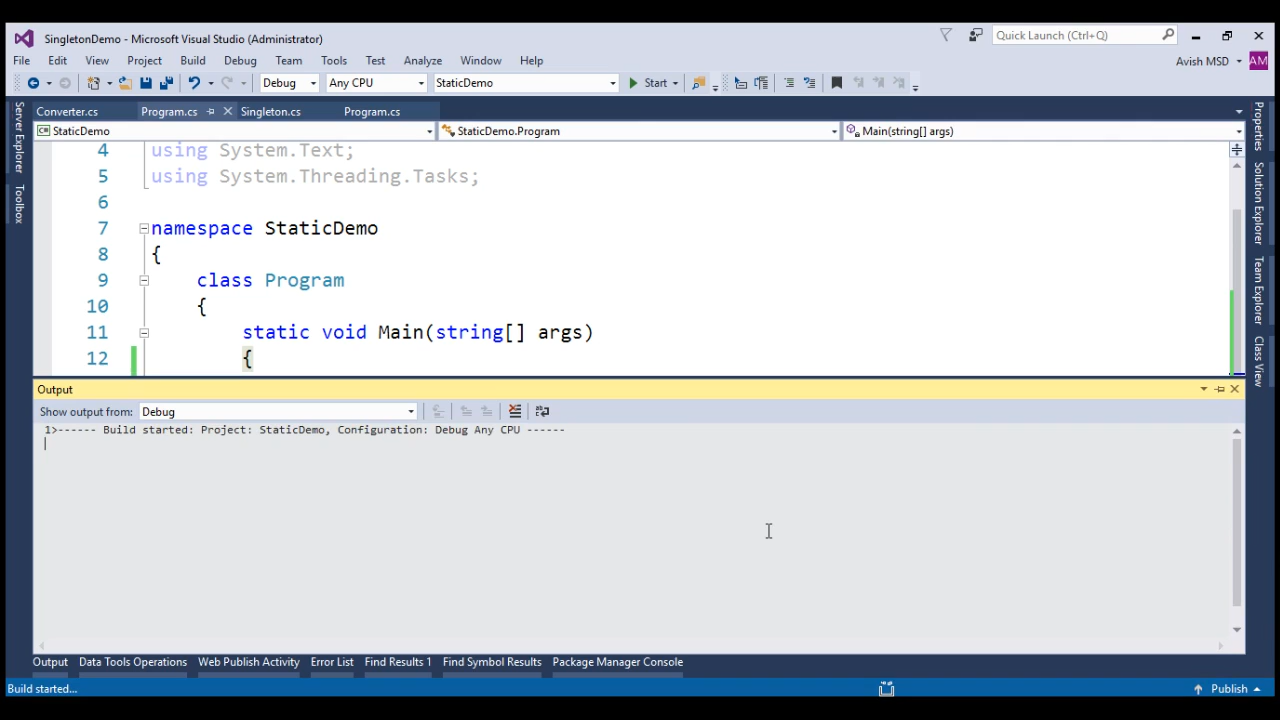 SingletonDemo - Microsoft Visual Studio (Administrator)
Quick Launch (Ctrl+Q)
File Edit View Project Build Debug Team Tools Test Analyze Window Help
Avish MSD AM
Debug Any CPU StaticDemo Start
Converter.cs Program.cs Singleton.cs Program.cs
StaticDemo StaticDemo.Program Main(string[] args)
Server Explorer
Toolbox
Properties
Solution Explorer
Team Explorer
Class View
4 using System.Text;
5 using System.Threading.Tasks;
6
7 namespace StaticDemo
8 {
9 class Program
10 {
11 static void Main(string[] args)
12 {
Output
Show output from: Debug
1>------ Build started: Project: StaticDemo, Configuration: Debug Any CPU ------
Output Data Tools Operations Web Publish Activity Error List Find Results 1 Find Symbol Results Package Manager Console
Build started... Publish